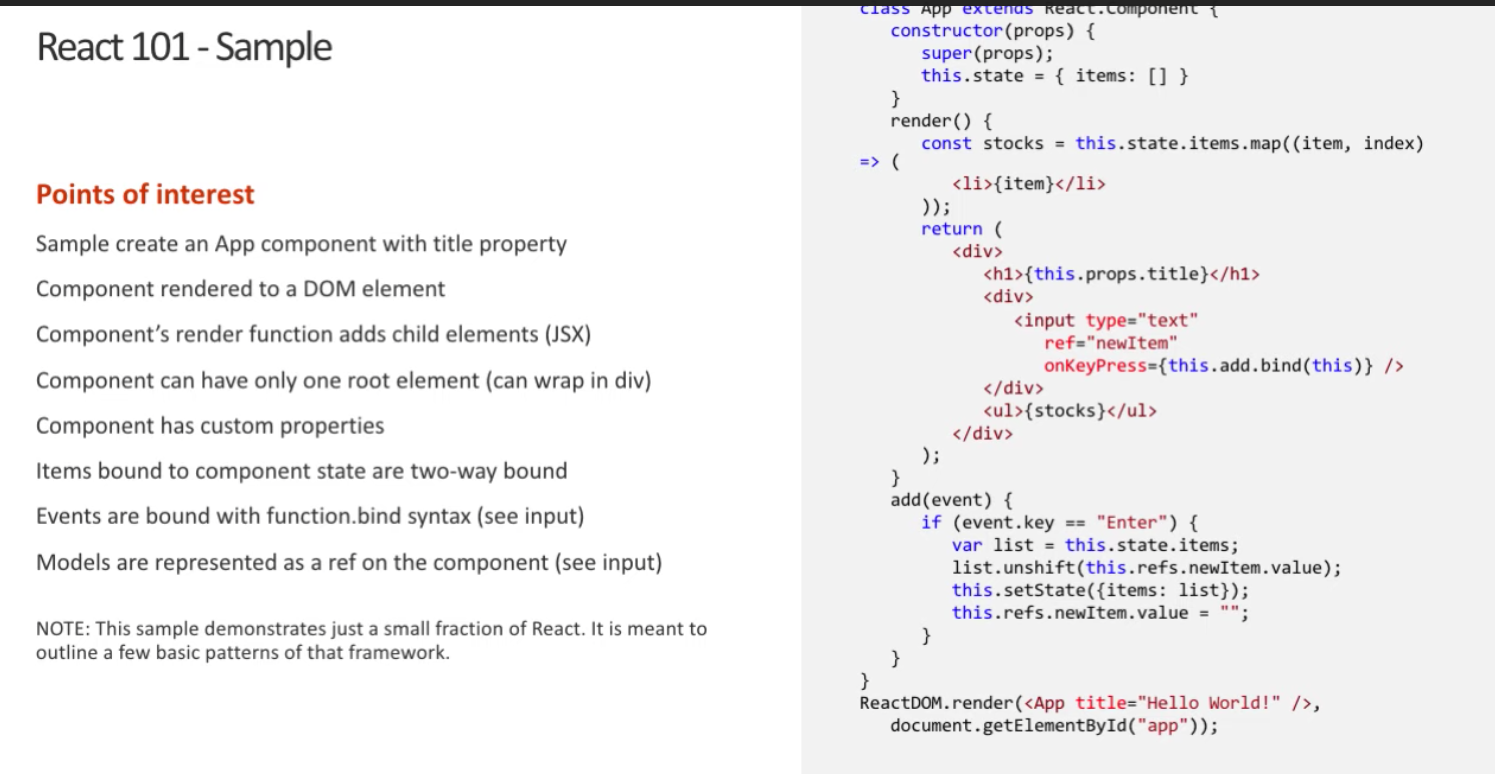 React 101 - Sample
Points of interest
Sample create an App component with title property
Component rendered to a DOM element
Component's render function adds child elements (JSX)
Component can have only one root element (can wrap in div)
Component has custom properties
Items bound to component state are two-way bound
Events are bound with function.bind syntax (see input)
Models are represented as a ref on the component (see input)
NOTE: This sample demonstrates just a small fraction of React. It is meant to
outline a few basic patterns of that framework.
class App extends React.Component {
constructor(props) {
super(props);
this.state = { items: [] }
}
render() {
const stocks = this.state.items.map((item, index)
=> (
<li>{item}</li>
));
return (
<div>
<h1>{this.props.title}</h1>
<div>
<input type="text"
ref="newItem"
onKeyPress={this.add.bind(this)} />
</div>
<ul>{stocks}</ul>
</div>
);
}
add(event) {
if (event.key == "Enter") {
var list = this.state.items;
list.unshift(this.refs.newItem.value);
this.setState({items: list});
this.refs.newItem.value = "";
}
}
}
ReactDOM.render(<App title="Hello World!" />,
document.getElementById("app"));